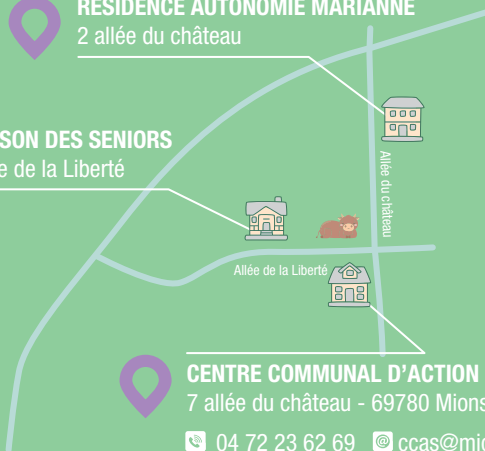 RÉSIDENCE AUTONOMIE MARIANNE
2 allée du château
SON DES SENIORS
de la Liberté
Allée du château
Allée de la Liberté
CENTRE COMMUNAL D'ACTION
7 allée du château - 69780 Mions
04 72 23 62 69 @ ccas@mio